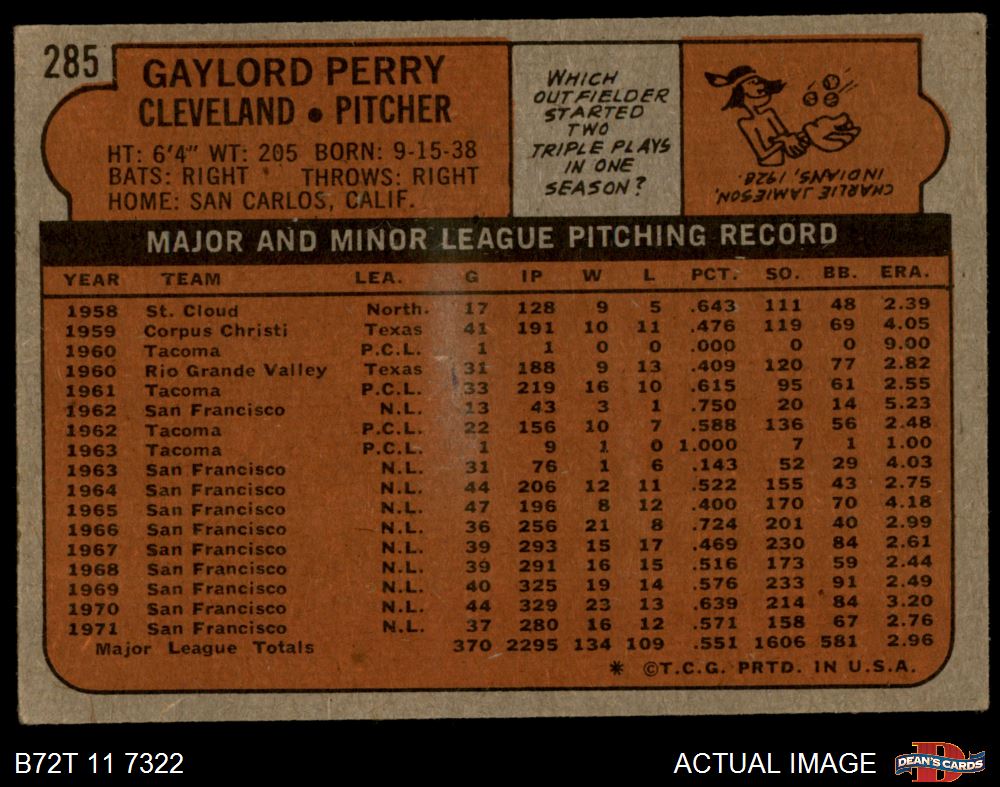 285
GAYLORD PERRY
CLEVELAND • PITCHER
HT: 6'4" WT: 205 BORN: 9-15-38
BATS: RIGHT THROWS: RIGHT
HOME: SAN CARLOS, CALIF.
WHICH
OUTFIELDER
STARTED
TWO
TRIPLE PLAYS
IN ONE
SEASON?
CHARLIE JAMIESON,
INDIANS, 1928.
MAJOR AND MINOR LEAGUE PITCHING RECORD
YEAR TEAM LEA. G IP W L PCT. SO. BB. ERA.
1958 St. Cloud North. 17 128 9 5 .643 111 48 2.39
1959 Corpus Christi Texas 41 191 10 11 .476 119 69 4.05
1960 Tacoma P.C.L. 1 1 0 0 .000 0 0 9.00
1960 Rio Grande Valley Texas 31 188 9 13 .409 120 77 2.82
1961 Tacoma P.C.L. 33 219 16 10 .615 95 61 2.55
1962 San Francisco N.L. 13 43 3 1 .750 20 14 5.23
1962 Tacoma P.C.L. 22 156 10 7 .588 136 56 2.48
1963 Tacoma P.C.L. 1 9 1 0 1.000 7 1 1.00
1963 San Francisco N.L. 31 76 1 6 .143 52 29 4.03
1964 San Francisco N.L. 44 206 12 11 .522 155 43 2.75
1965 San Francisco N.L. 47 196 8 12 .400 170 70 4.18
1966 San Francisco N.L. 36 256 21 8 .724 201 40 2.99
1967 San Francisco N.L. 39 293 15 17 .469 230 84 2.61
1968 San Francisco N.L. 39 291 16 15 .516 173 59 2.44
1969 San Francisco N.L. 40 325 19 14 .576 233 91 2.49
1970 San Francisco N.L. 44 329 23 13 .639 214 84 3.20
1971 San Francisco N.L. 37 280 16 12 .571 158 67 2.76
Major League Totals 370 2295 134 109 .551 1606 581 2.96
* ©T.C.G. PRTD. IN U.S.A.
B72T 11 7322
ACTUAL IMAGE
B
DEAN'S CARDS